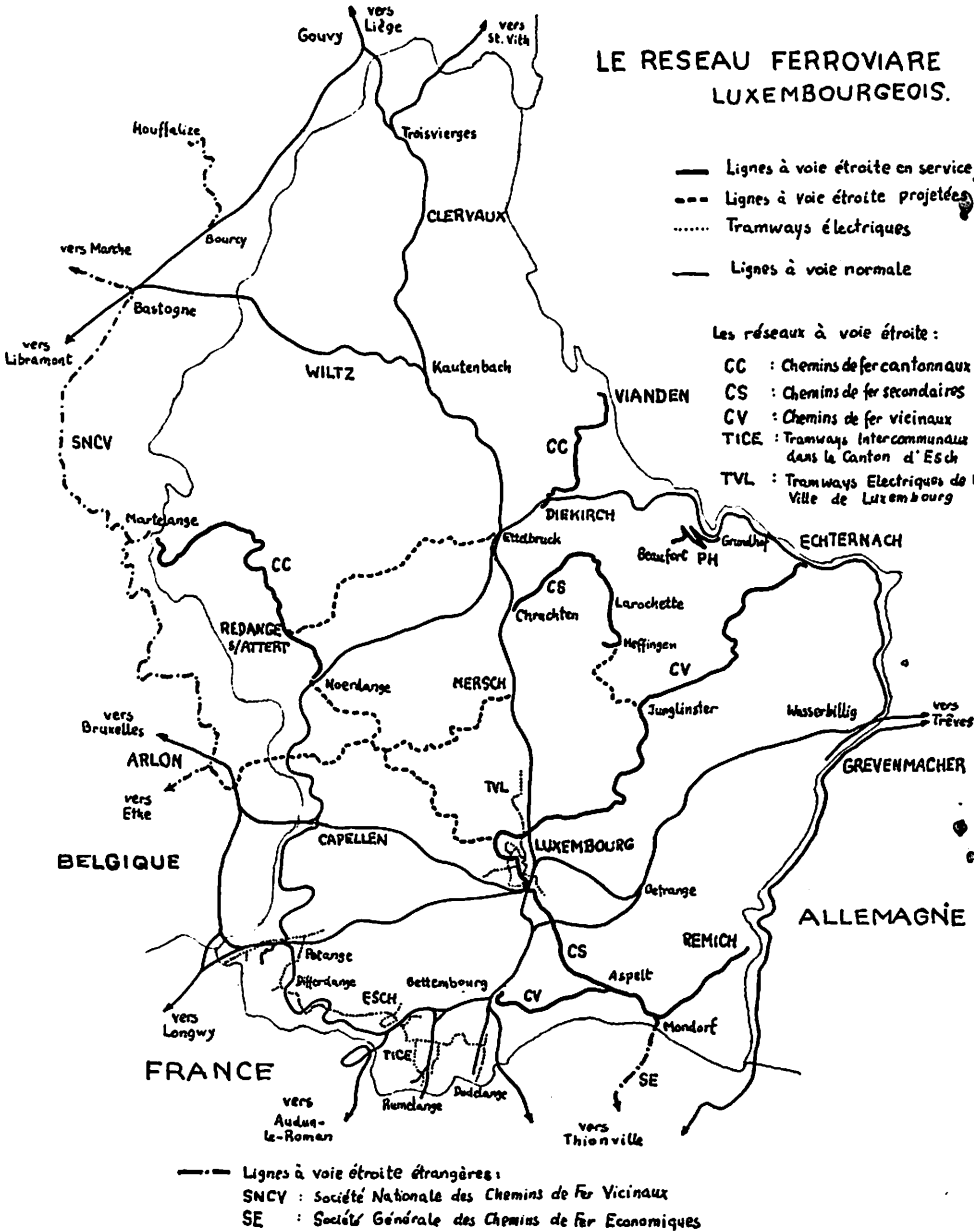 LE RESEAU FERROVIARE
LUXEMBOURGEOIS.
vers
Liège
Gouvy
vers
St. Vith
Houffalize
Troisvierges
Lignes à voie étroite en service
Lignes à voie étroite projetées
Tramways électriques
Lignes à voie normale
CLERVAUX
Bourcy
vers Marche
Bastogne
vers
Libramont
WILTZ
Kautenbach
Les réseaux à voie étroite :
CC : Chemins de fer cantonnaux
CS : Chemins de fer secondaires
CV : Chemins de fer vicinaux
TICE : Tramways Intercommunaux
dans le Canton d'Esch
TVL : Tramways Electriques de
Ville de Luxembourg
VIANDEN
SNCV
CC
DIEKIRCH
Martelange
CC
Ettelbruck
Beaufort
PH
Grundhof
ECHTERNACH
CS
Larochette
Chruchten
REDANGE
S/ATTERT
Heffingen
CV
Noerdange
MERSCH
Junglinster
Wasserbillig
vers
Trèves
vers
Bruxelles
ARLON
GREVENMACHER
vers
Ethe
TVL
CAPELLEN
LUXEMBOURG
BELGIQUE
Oetrange
ALLEMAGNE
Petange
CS
REMICH
Differdange
Bettembourg
Aspelt
ESCH
CV
vers
Longwy
TICE
Mondorf
FRANCE
SE
Rumelange
Dudelange
vers
Audun-
le-Roman
vers
Thionville
Lignes à voie étroite étrangères :
SNCV : Société Nationale des Chemins de Fer Vicinaux
SE : Société Générale des Chemins de Fer Economiques